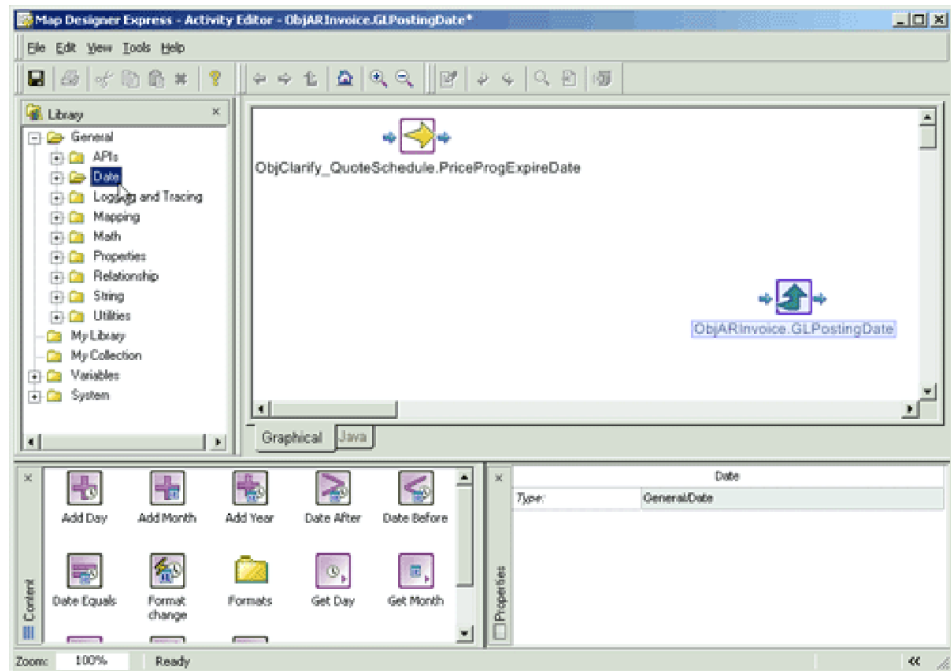 Map Designer Express - Activity Editor - ObjARInvoice.GLPostingDate*
File Edit View Tools Help
Library
General
APIs
Date
Logging and Tracing
Mapping
Math
Properties
Relationship
String
Utilities
My Library
My Collection
Variables
System
ObjClarify_QuoteSchedule.PriceProgExpireDate
ObjARInvoice.GLPostingDate
Graphical Java
Content
Add Day Add Month Add Year Date After Date Before
Date Equals Format change Formats Get Day Get Month
Properties
Date
Type: General/Date
Zoom: 100% Ready